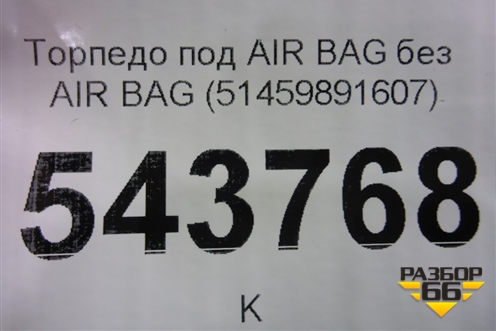 Торпедо под AIR BAG без
AIR BAG (51459891607)
543768
РАЗБОР
66
K